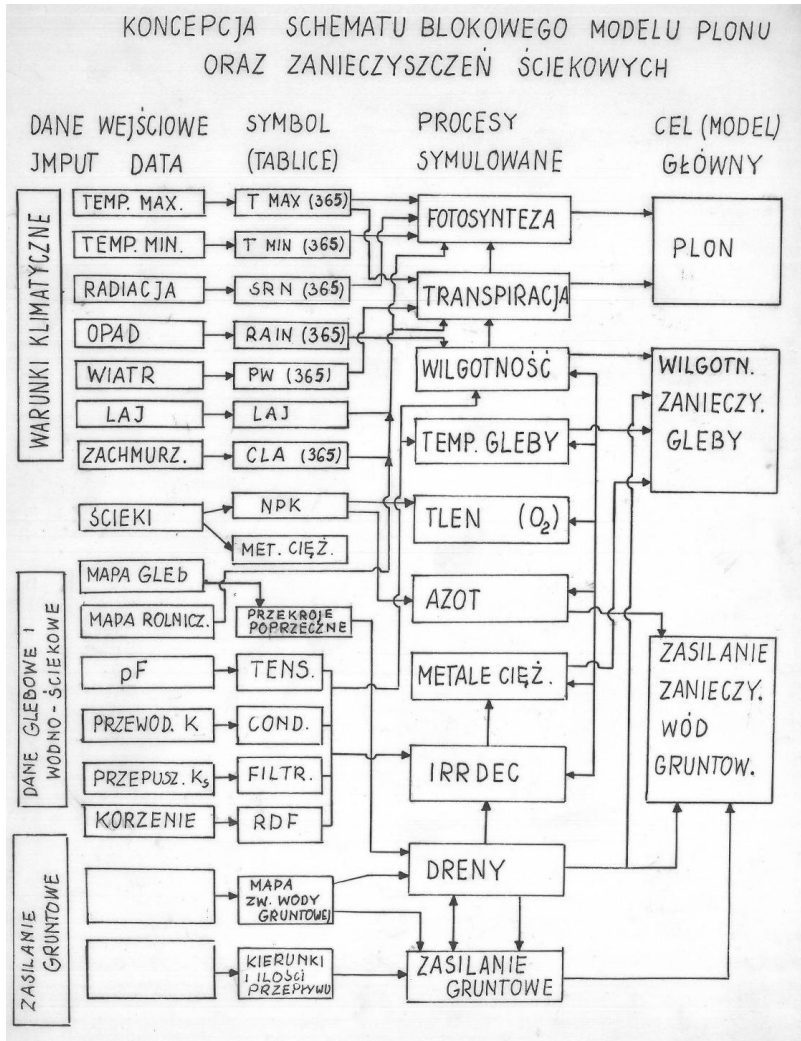 KONCEPCJA SCHEMATU BLOKOWEGO MODELU PLONU
ORAZ ZANIECZYSZCZEŃ ŚCIEKOWYCH
DANE WEJŚCIOWE
JMPUT DATA
SYMBOL
(TABLICE)
PROCESY
SYMULOWANE
CEL (MODEL)
GŁÓWNY
WARUNKI KLIMATYCZNE
TEMP. MAX.
T MAX (365)
FOTOSYNTEZA
PLON
TEMP. MIN.
T MIN (365)
RADIACJA
SRN (365)
TRANSPIRACJA
OPAD
RAIN (365)
WIATR
PW (365)
WILGOTNOŚĆ
WILGOTN.
ZANIECZY.
GLEBY
LAJ
LAJ
TEMP. GLEBY
ZACHMURZ.
CLA (365)
ŚCIEKI
NPK
TLEN (O₂)
MET. CIĘŻ.
DANE GLEBOWE I
WODNO-ŚCIEKOWE
MAPA GLEB
AZOT
MAPA ROLNICZ.
PRZEKROJE
POPRZECZNE
pF
TENS.
METALE CIĘŻ.
ZASILANIE
ZANIECZY.
WÓD
GRUNTOW.
PRZEWOD. K
COND.
PRZEPUSZ. Ks
FILTR.
IRRDEC
KORZENIE
RDF
ZASILANIE
GRUNTOWE
MAPA
ZW. WODY
GRUNTOWEJ
DRENY
KIERUNKI
I ILOŚCI
PRZEPŁYWU
ZASILANIE
GRUNTOWE